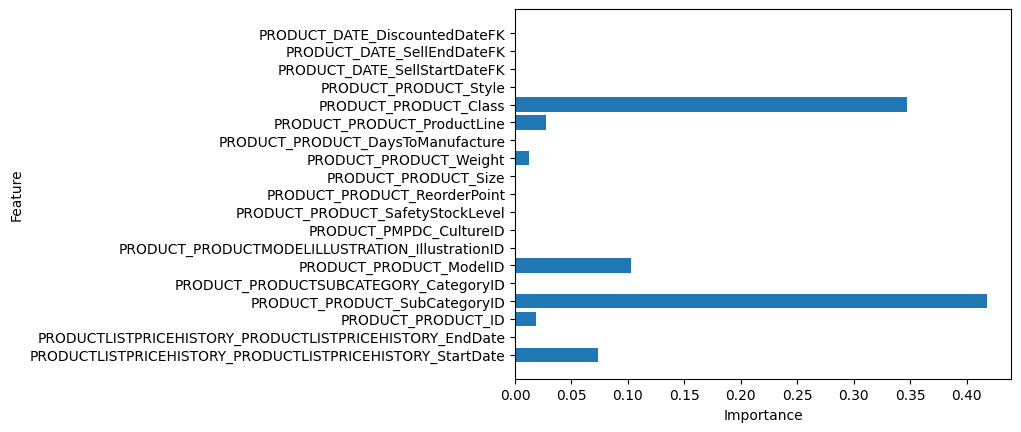 PRODUCT_DATE_DiscountedDateFK
PRODUCT_DATE_SellEndDateFK
PRODUCT_DATE_SellStartDateFK
PRODUCT_PRODUCT_Style
PRODUCT_PRODUCT_Class
PRODUCT_PRODUCT_ProductLine
PRODUCT_PRODUCT_DaysToManufacture
PRODUCT_PRODUCT_Weight
PRODUCT_PRODUCT_Size
PRODUCT_PRODUCT_ReorderPoint
PRODUCT_PRODUCT_SafetyStockLevel
PRODUCT_PMPDC_CultureID
PRODUCT_PRODUCTMODELILLUSTRATION_IllustrationID
PRODUCT_PRODUCT_ModelID
PRODUCT_PRODUCTSUBCATEGORY_CategoryID
PRODUCT_PRODUCT_SubCategoryID
PRODUCT_PRODUCT_ID
PRODUCTLISTPRICEHISTORY_PRODUCTLISTPRICEHISTORY_EndDate
PRODUCTLISTPRICEHISTORY_PRODUCTLISTPRICEHISTORY_StartDate
Feature
0.00 0.05 0.10 0.15 0.20 0.25 0.30 0.35 0.40
Importance